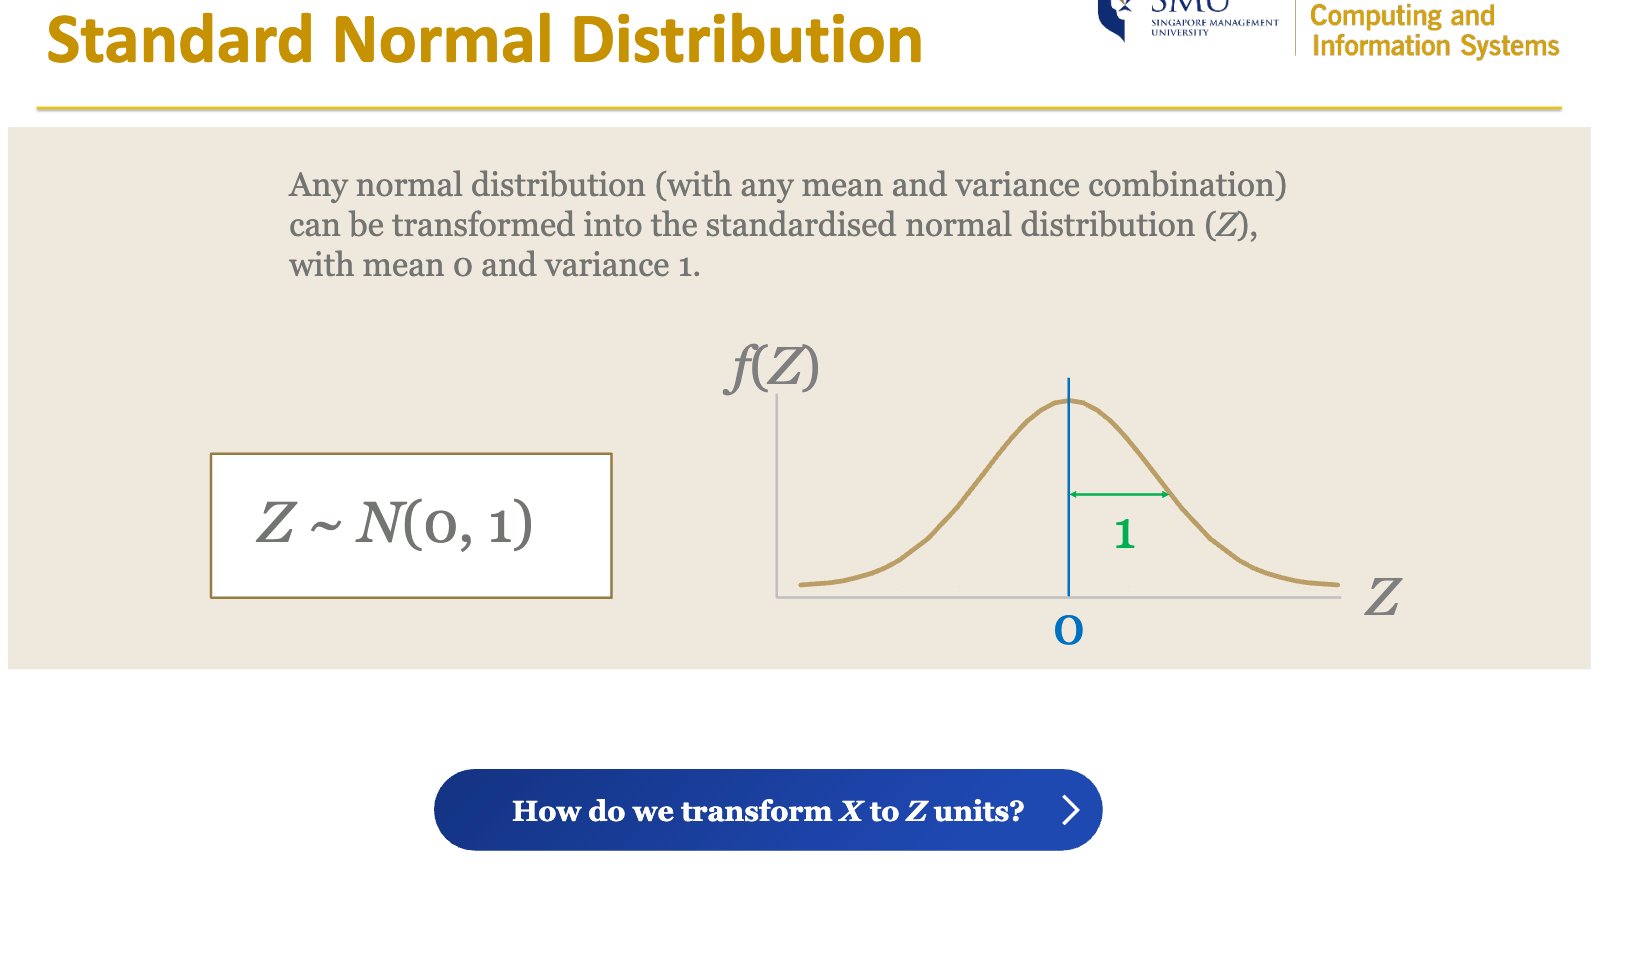 Standard Normal Distribution
SMU
SINGAPORE MANAGEMENT
UNIVERSITY
Computing and
Information Systems
Any normal distribution (with any mean and variance combination)
can be transformed into the standardised normal distribution (Z),
with mean 0 and variance 1.
f(Z)
Z ~ N(0, 1)
1
Z
0
How do we transform X to Z units?